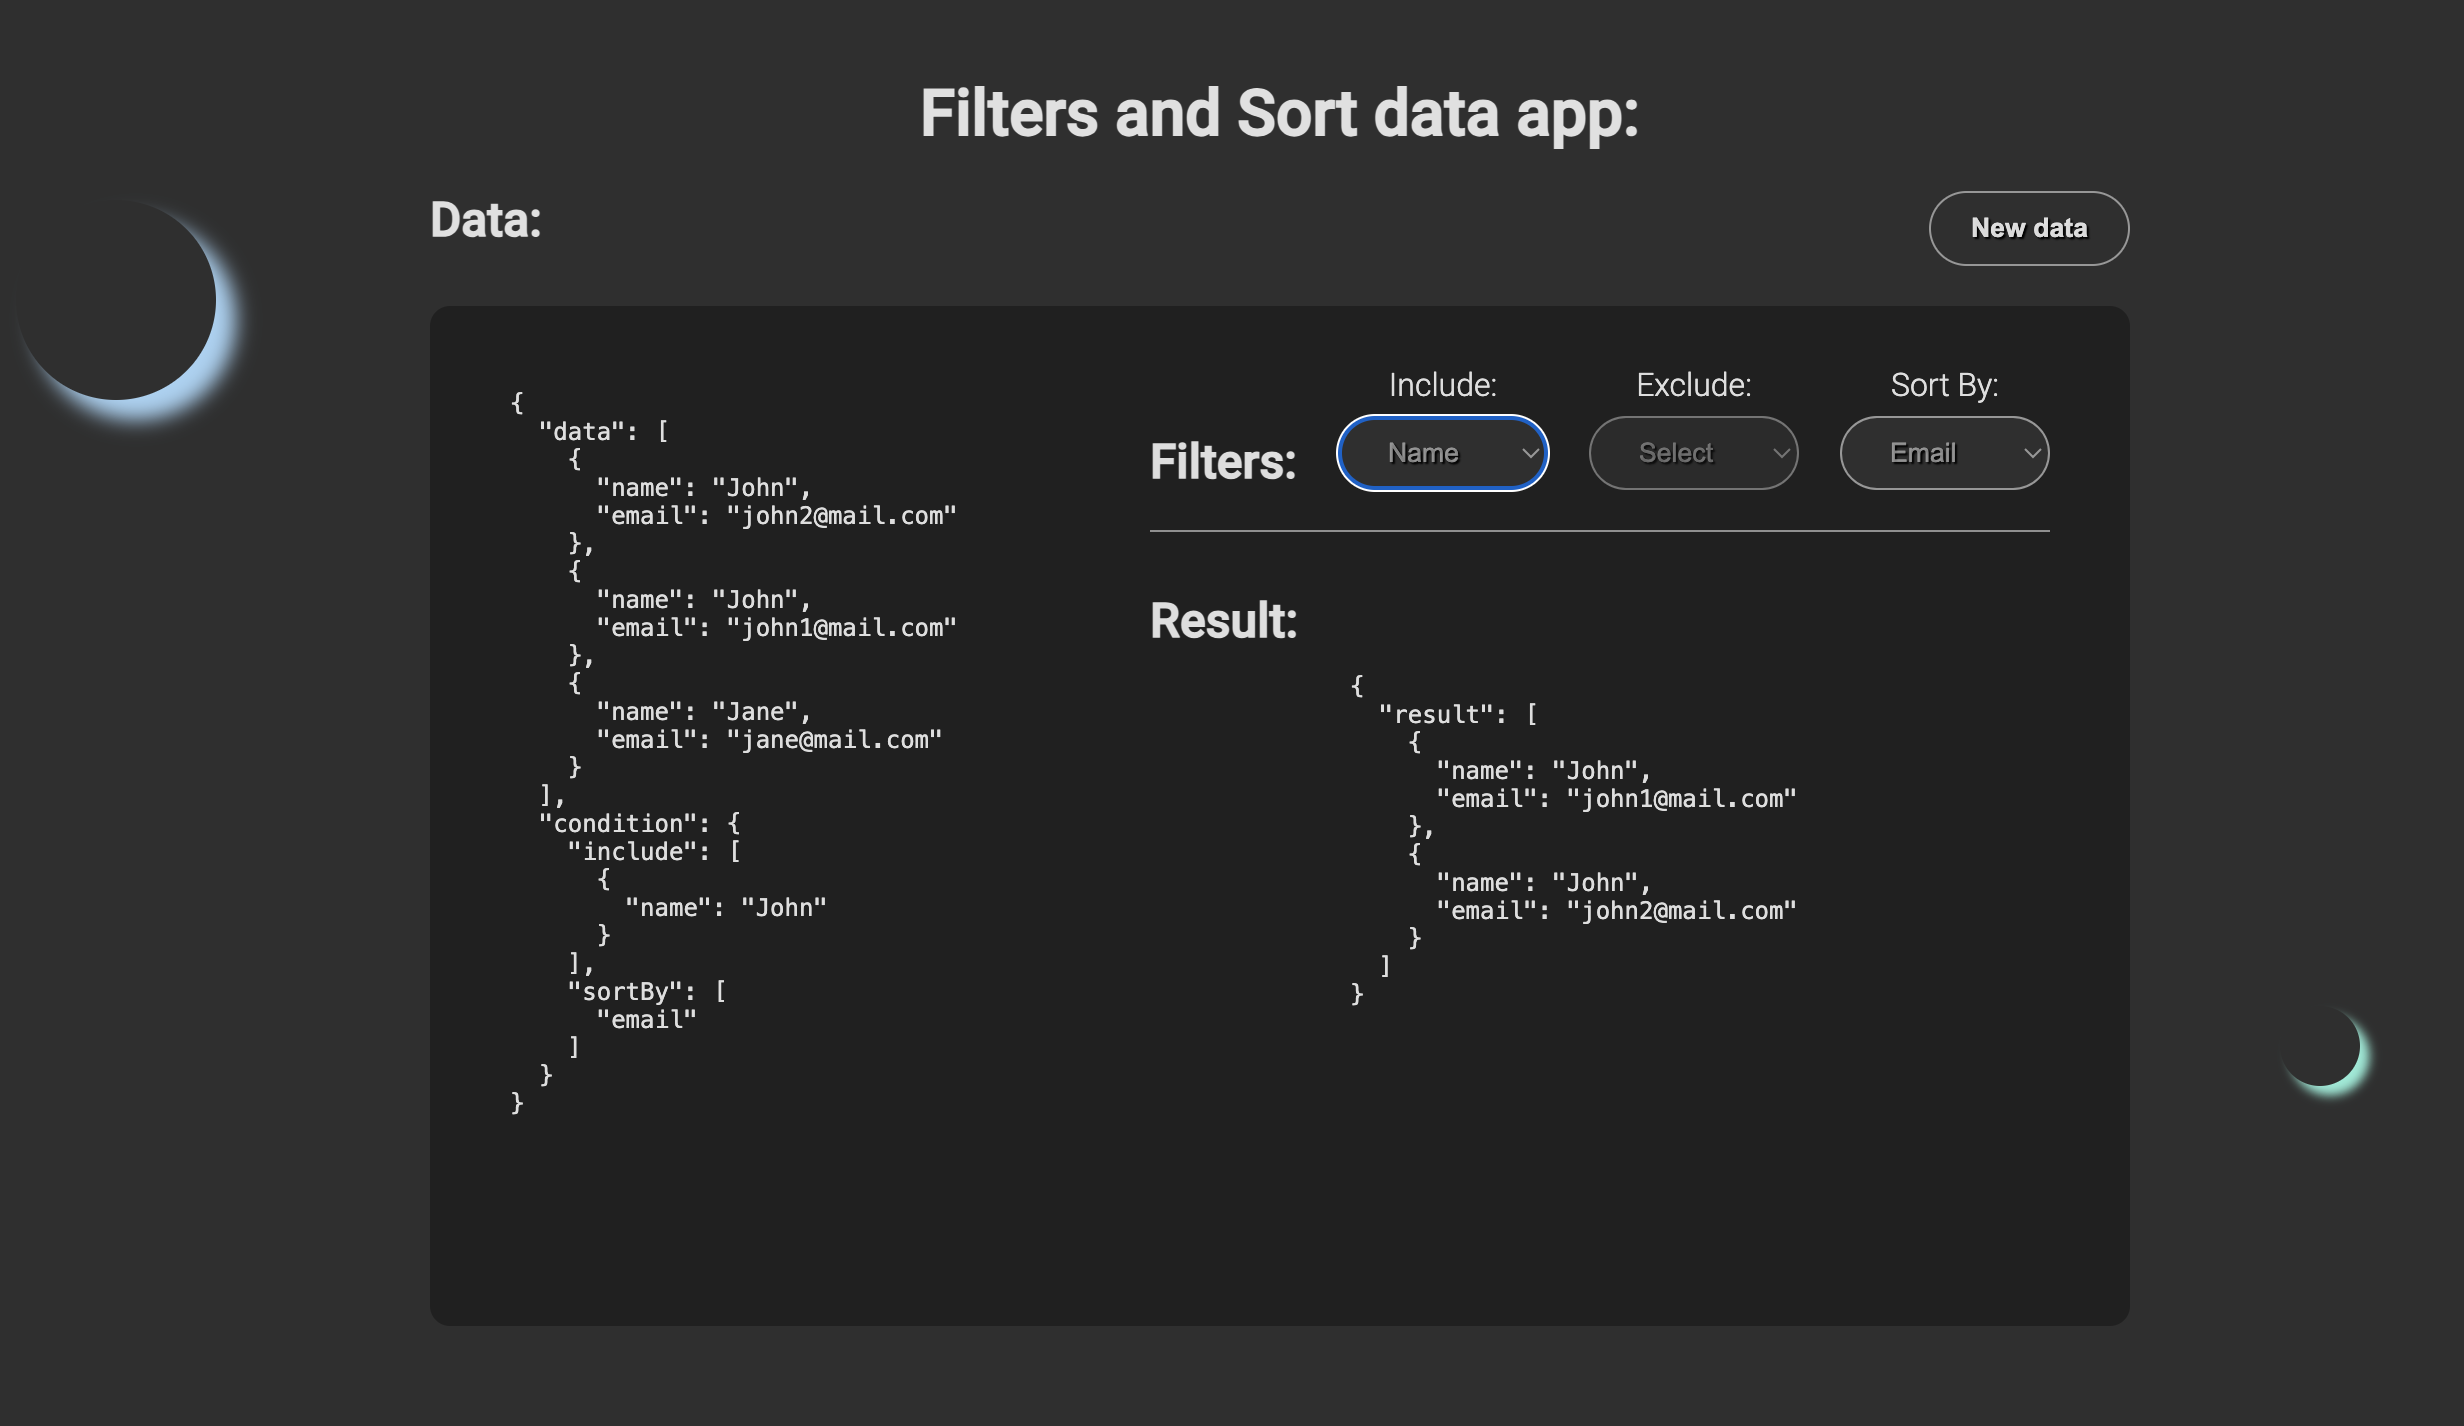 Filters and Sort data app:
Data:
New data
{
  "data": [
    {
      "name": "John",
      "email": "john2@mail.com"
    },
    {
      "name": "John",
      "email": "john1@mail.com"
    },
    {
      "name": "Jane",
      "email": "jane@mail.com"
    }
  ],
  "condition": {
    "include": [
      {
        "name": "John"
      }
    ],
    "sortBy": [
      "email"
    ]
  }
}
Include: Exclude: Sort By:
Filters: Name Select Email
Result:
{
  "result": [
    {
      "name": "John",
      "email": "john1@mail.com"
    },
    {
      "name": "John",
      "email": "john2@mail.com"
    }
  ]
}